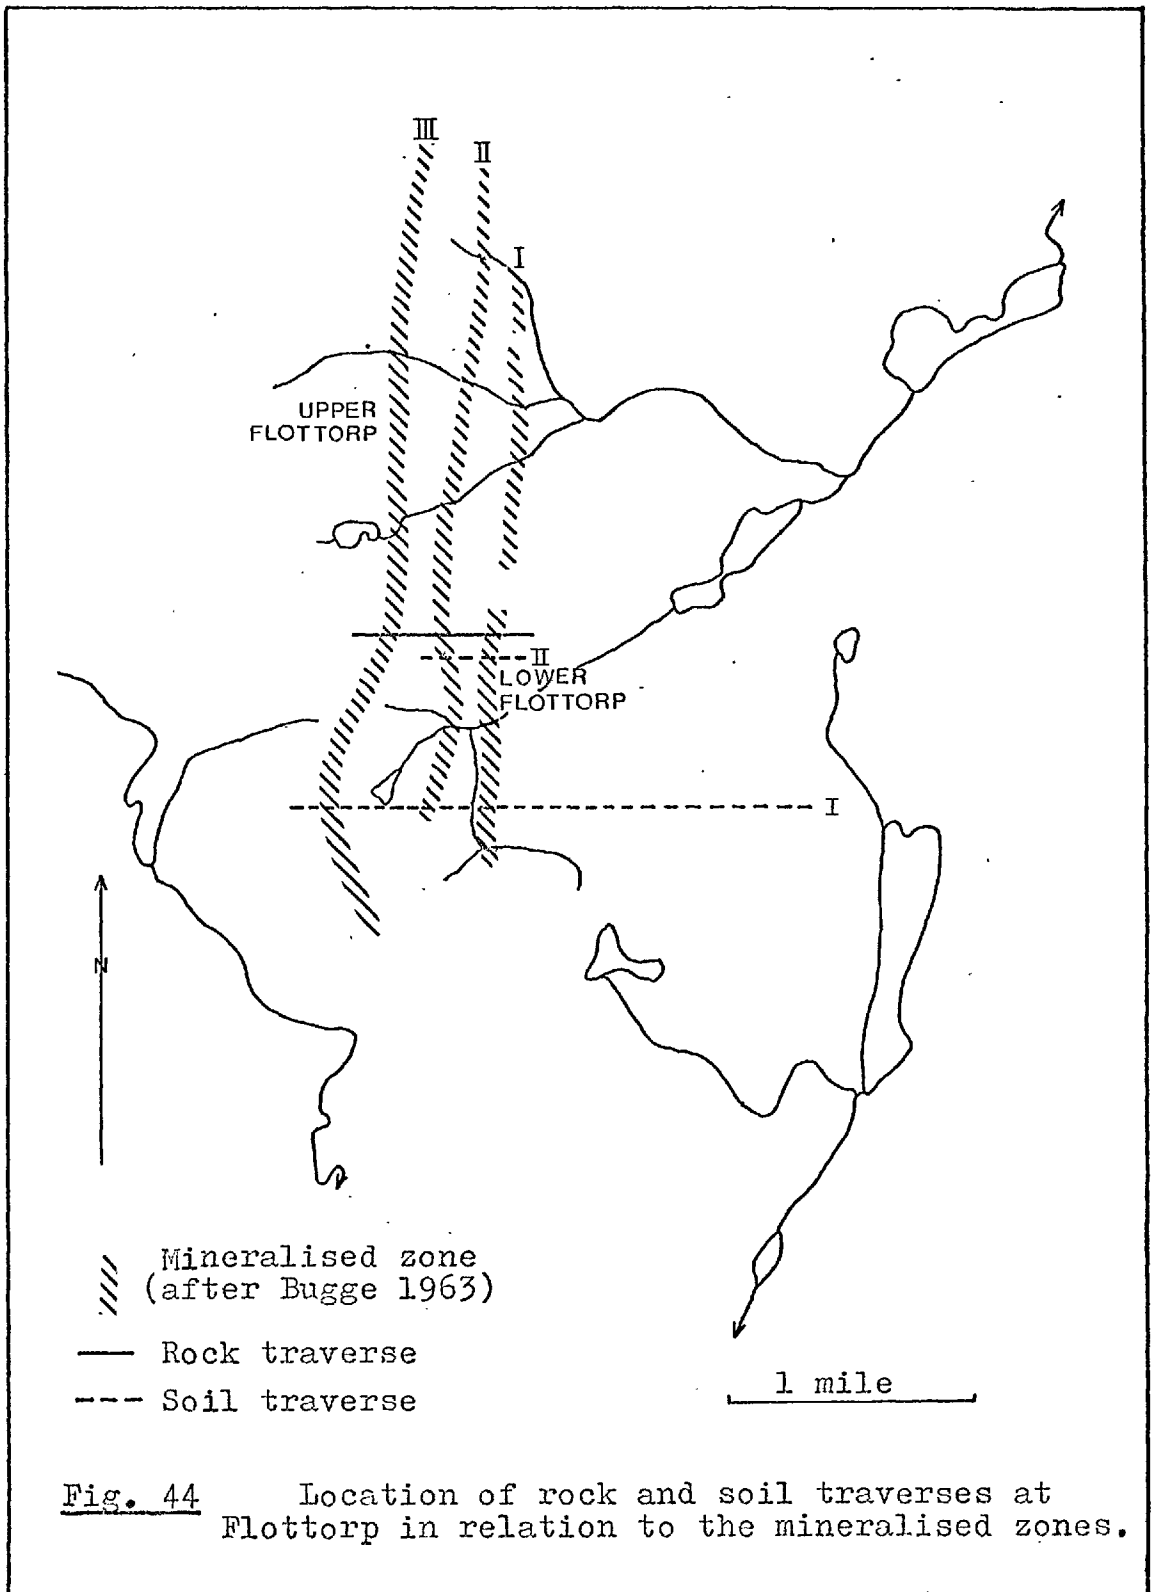 III
II
I
UPPER
FLOTTORP
II
LOWER
FLOTTORP
I
N
Mineralised zone
(after Bugge 1963)
Rock traverse
Soil traverse
1 mile
Fig. 44 Location of rock and soil traverses at
Flottorp in relation to the mineralised zones.